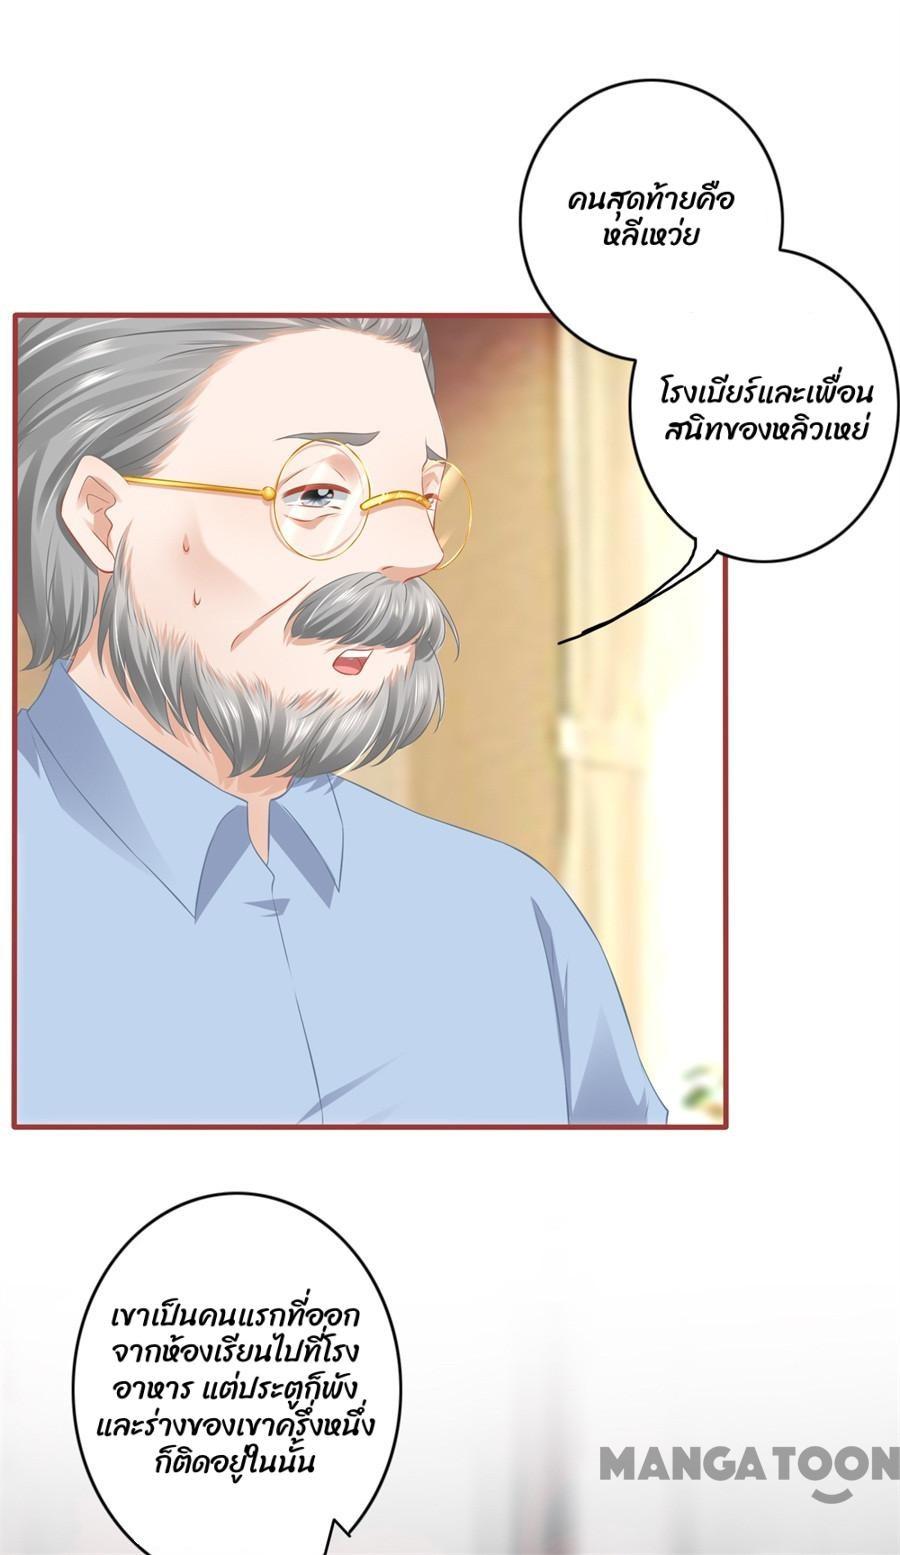 คนสุดท้ายคือ
หลีเหว่ย
โรงเบียร์และเพื่อน
สนิทของหลิวเหย่
เขาเป็นคนแรกที่ออก
จากห้องเรียนไปที่โรง
อาหาร แต่ประตูก็พัง
และร่างของเขาครึ่งหนึ่ง
ก็ติดอยู่ในนั้น
MANGATOON